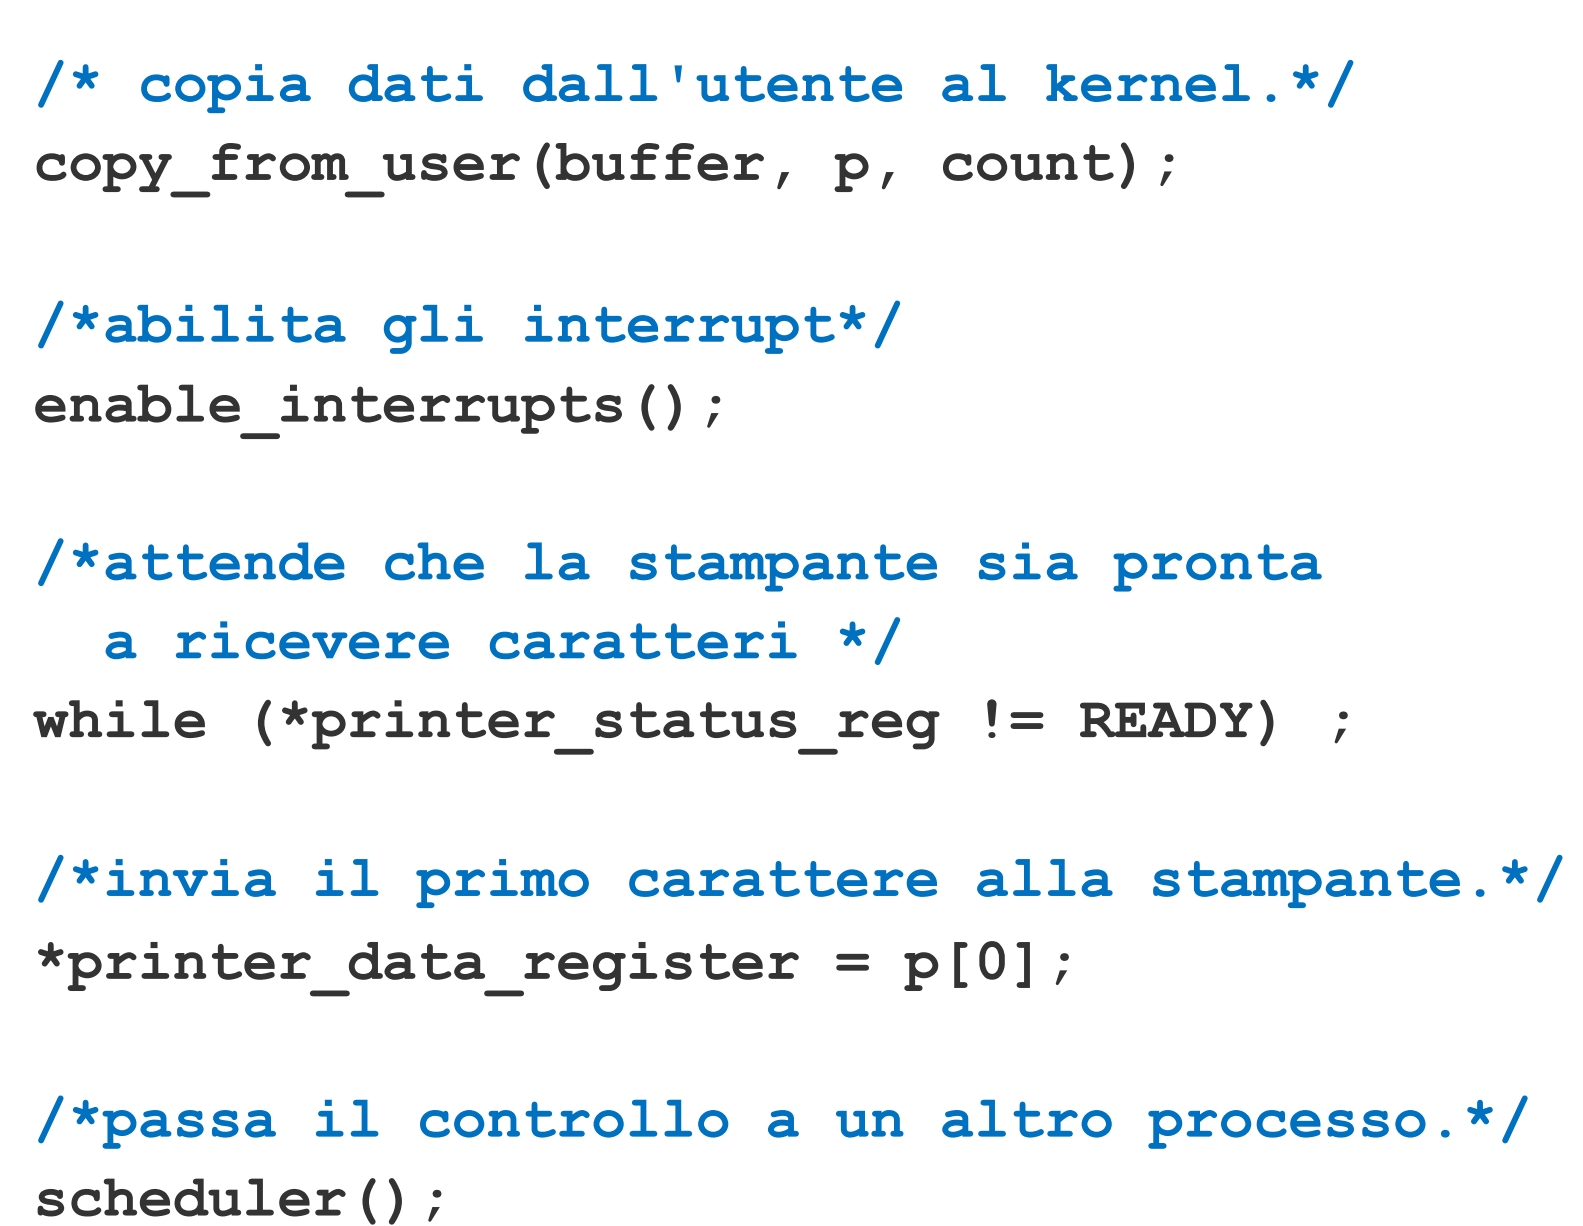 /* copia dati dall'utente al kernel.*/
copy_from_user(buffer, p, count);
/*abilita gli interrupt*/
enable_interrupts();
/*attende che la stampante sia pronta
a ricevere caratteri */
while (*printer_status_reg != READY) ;
/*invia il primo carattere alla stampante.*/
*printer_data_register = p[0];
/*passa il controllo a un altro processo.*/
scheduler();